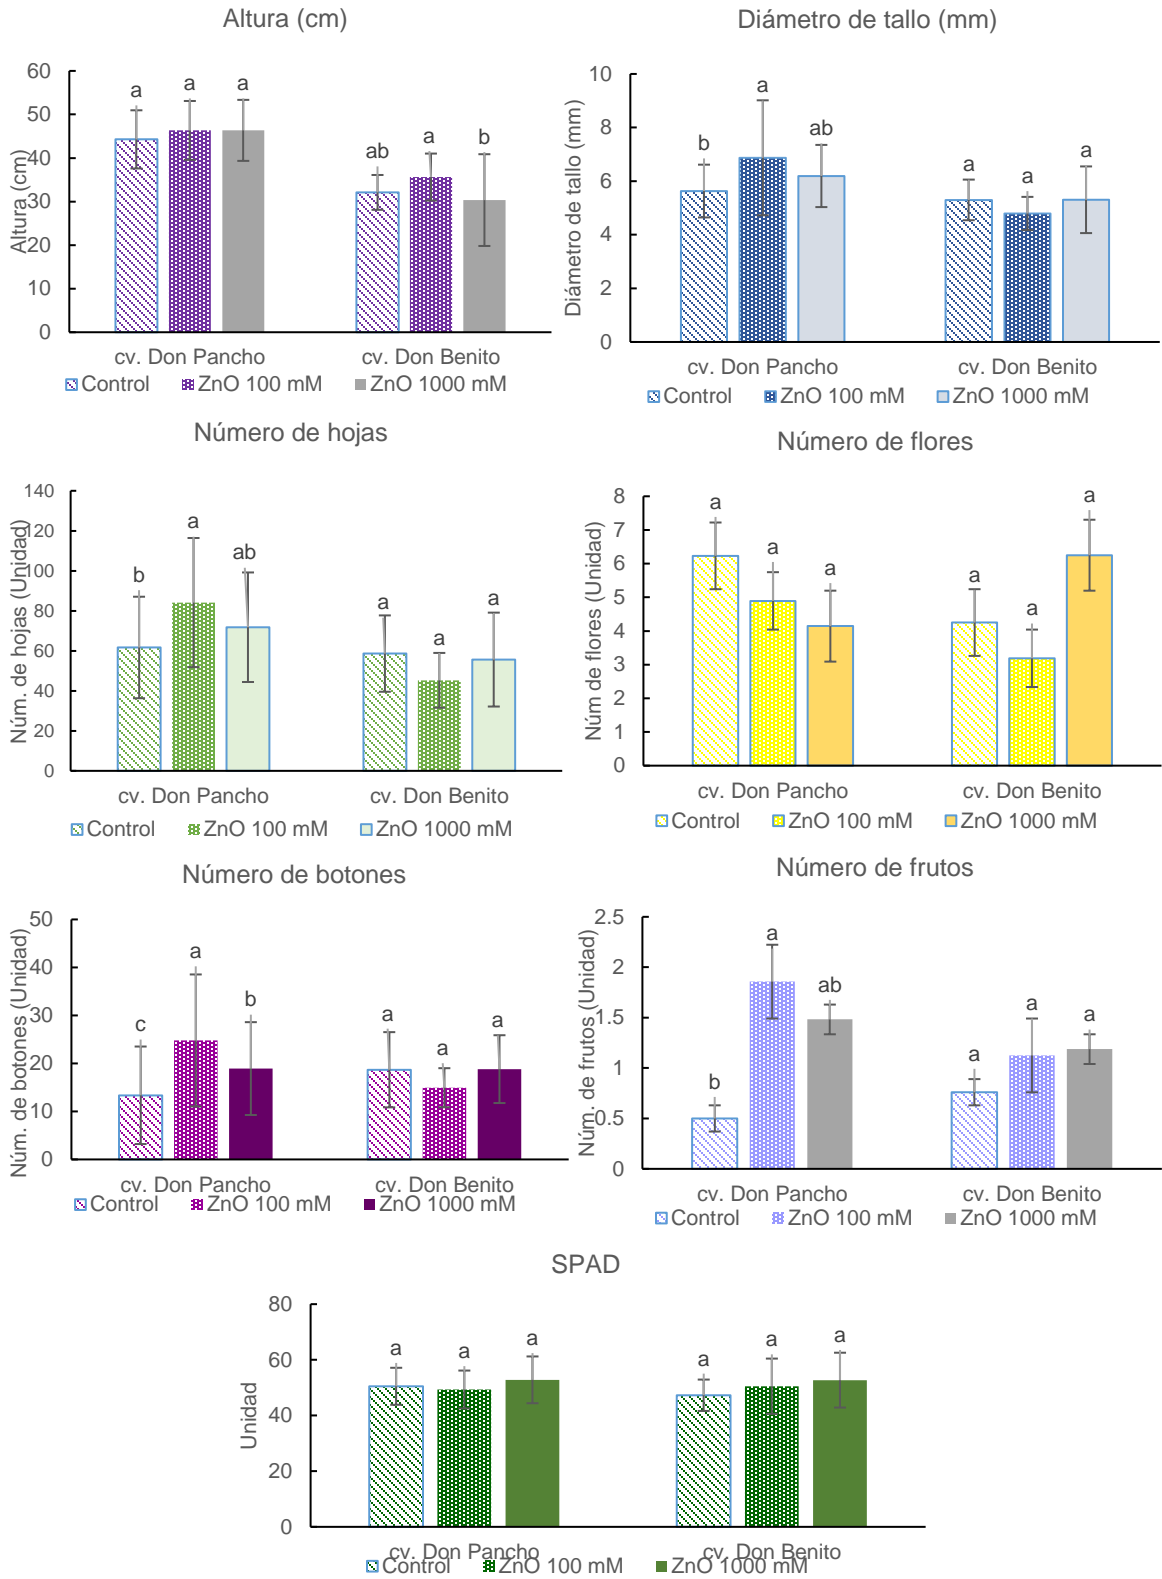 Altura (cm)
Altura (cm)
60
50
40
30
20
10
0
a a a ab a b
cv. Don Pancho cv. Don Benito
Control ZnO 100 mM ZnO 1000 mM
Diámetro de tallo (mm)
Diámetro de tallo (mm)
10
8
6
4
2
0
b a ab a a a
cv. Don Pancho cv. Don Benito
Control ZnO 100 mM ZnO 1000 mM
Número de hojas
Núm. de hojas (Unidad)
140
120
100
80
60
40
20
0
b a ab a a a
cv. Don Pancho cv. Don Benito
Control ZnO 100 mM ZnO 1000 mM
Número de flores
Núm de flores (Unidad)
8
7
6
5
4
3
2
1
0
a a a a a a
cv. Don Pancho cv. Don Benito
Control ZnO 100 mM ZnO 1000 mM
Número de botones
Núm. de botones (Unidad)
50
40
30
20
10
0
c a b a a a
cv. Don Pancho cv. Don Benito
Control ZnO 100 mM ZnO 1000 mM
Número de frutos
Núm. de frutos (Unidad)
2.5
2
1.5
1
0.5
0
b a ab a a a
cv. Don Pancho cv. Don Benito
Control ZnO 100 mM ZnO 1000 mM
SPAD
Unidad
80
60
40
20
0
a a a a a a
cv. Don Pancho cv. Don Benito
Control ZnO 100 mM ZnO 1000 mM